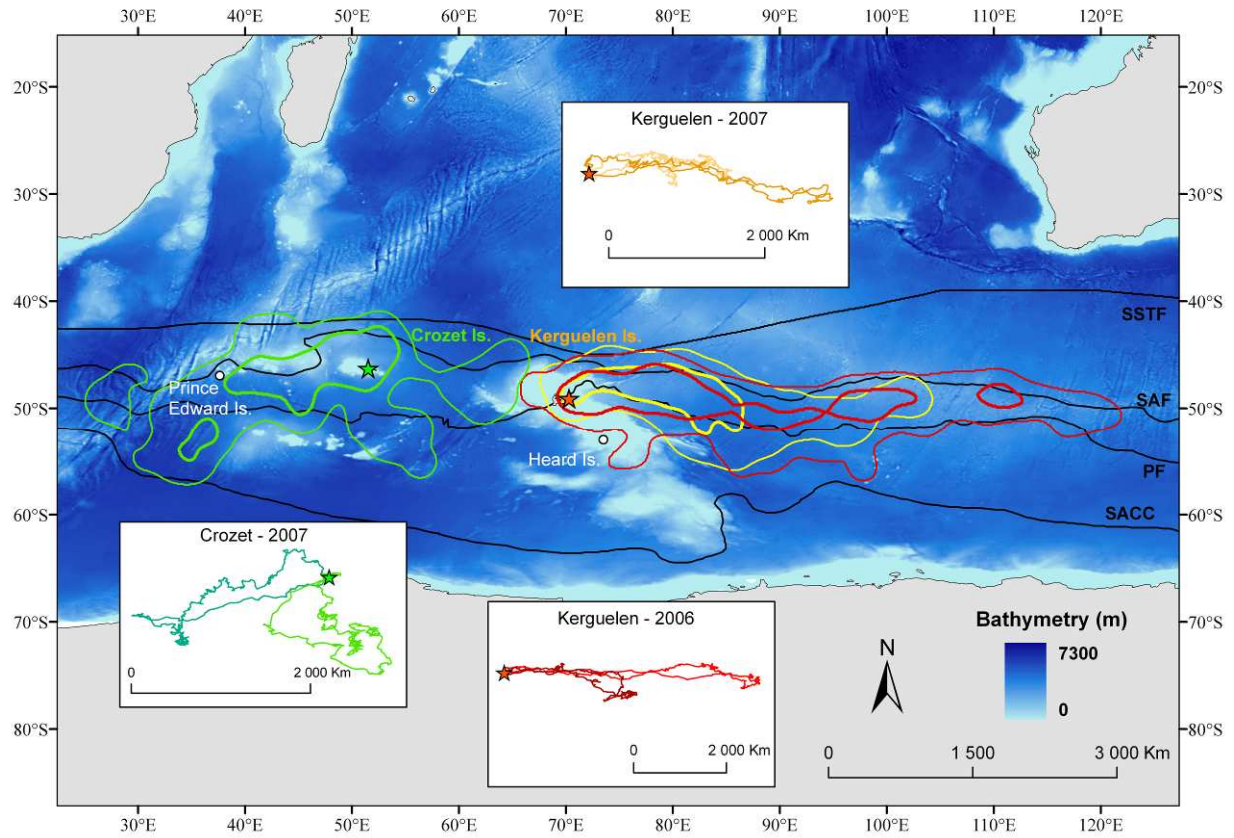 30°E 40°E 50°E 60°E 70°E 80°E 90°E 100°E 110°E 120°E
20°S 20°S
Kerguelen - 2007
30°S 30°S
0 2 000 Km
40°S 40°S
SSTF
Crozet Is. Kerguelen Is.
Prince
Edward Is.
50°S SAF 50°S
Heard Is.
PF
SACC
60°S 60°S
Crozet - 2007
0 2 000 Km
Kerguelen - 2006
0 2 000 Km
70°S 70°S
N
Bathymetry (m)
7300
0
80°S 80°S
0 1 500 3 000 Km
30°E 40°E 50°E 60°E 70°E 80°E 90°E 100°E 110°E 120°E